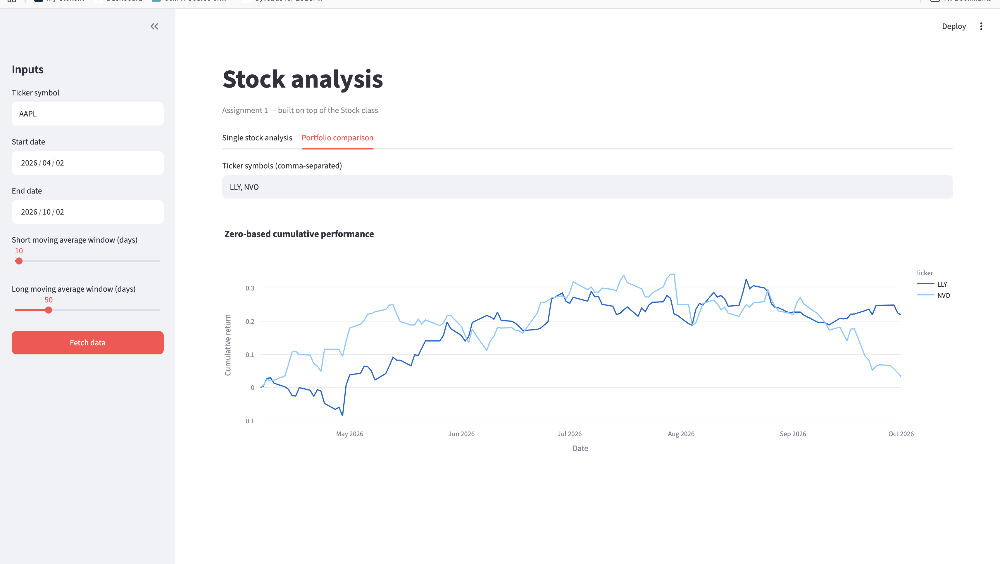 Deploy
Inputs
Ticker symbol
AAPL
Start date
2026/04/02
End date
2026/10/02
Short moving average window (days)
10
Long moving average window (days)
50
Fetch data
Stock analysis
Assignment 1 — built on top of the Stock class
Single stock analysis
Portfolio comparison
Ticker symbols (comma-separated)
LLY, NVO
Zero-based cumulative performance
Ticker
LLY
NVO
Cumulative return
0.3
0.2
0.1
0
−0.1
May 2026
Jun 2026
Jul 2026
Aug 2026
Sep 2026
Oct 2026
Date